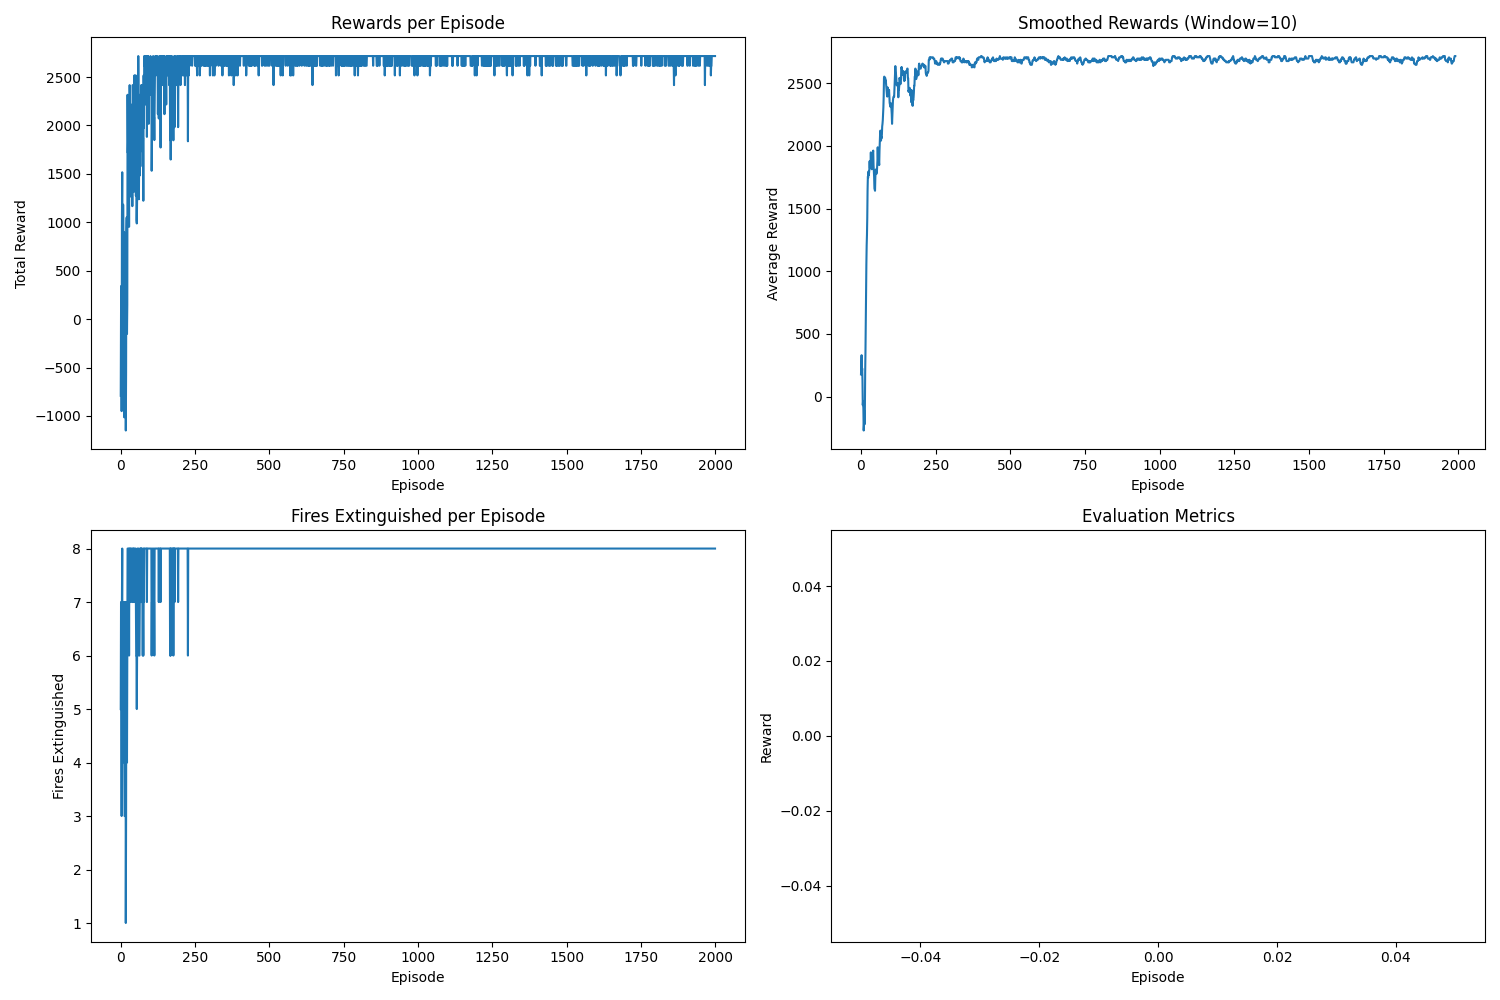 Rewards per Episode
Total Reward
2500
2000
1500
1000
500
0
−500
−1000
0 250 500 750 1000 1250 1500 1750 2000
Episode
Smoothed Rewards (Window=10)
Average Reward
2500
2000
1500
1000
500
0
0 250 500 750 1000 1250 1500 1750 2000
Episode
Fires Extinguished per Episode
Fires Extinguished
8
7
6
5
4
3
2
1
0 250 500 750 1000 1250 1500 1750 2000
Episode
Evaluation Metrics
Reward
0.04
0.02
0.00
−0.02
−0.04
−0.04 −0.02 0.00 0.02 0.04
Episode